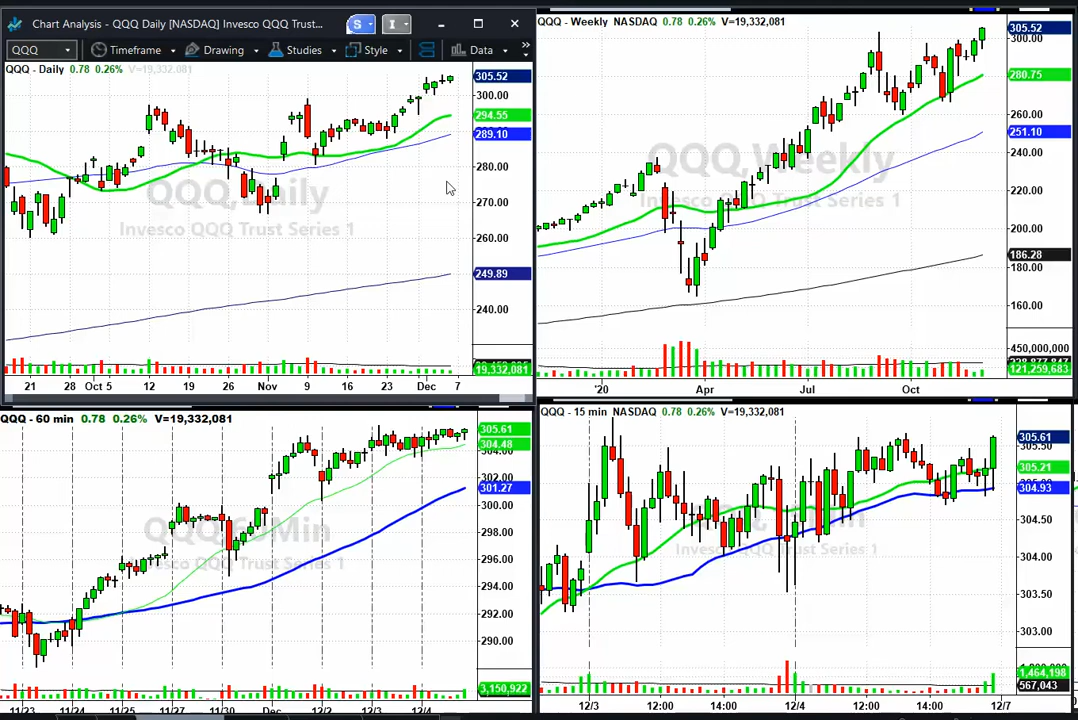 Chart Analysis - QQQ Daily [NASDAQ] Invesco QQQ Trust... S I
QQQ Timeframe Drawing Studies Style Data »
QQQ - Daily 0.78 0.26% V=19,332,081
305.52
300.00
294.55
289.10
280.00
270.00
260.00
249.89
240.00
QQQ,Daily
Invesco QQQ Trust Series 1
19,332,081
21 28 Oct 5 12 19 26 Nov 9 16 23 Dec 7
QQQ - Weekly NASDAQ 0.78 0.26% V=19,332,081
305.52
300.00
280.75
260.00
251.10
240.00
220.00
200.00
186.28
180.00
160.00
QQQ,Weekly
Invesco QQQ Trust Series 1
450,000,000
121,259,683
'20 Apr Jul Oct
QQQ - 60 min 0.78 0.26% V=19,332,081
305.61
304.48
302.00
301.27
300.00
298.00
296.00
294.00
292.00
290.00
Invesco QQQ Trust Series 1
3,150,922
11/23 11/24 11/25 11/27 11/30 Dec 12/2 12/3 12/4
QQQ - 15 min NASDAQ 0.78 0.26% V=19,332,081
305.61
305.50
305.21
304.93
304.50
304.00
303.50
303.00
Invesco QQQ Trust Series 1
1,464,198
567,043
12/3 12:00 14:00 12/4 12:00 14:00 12/7